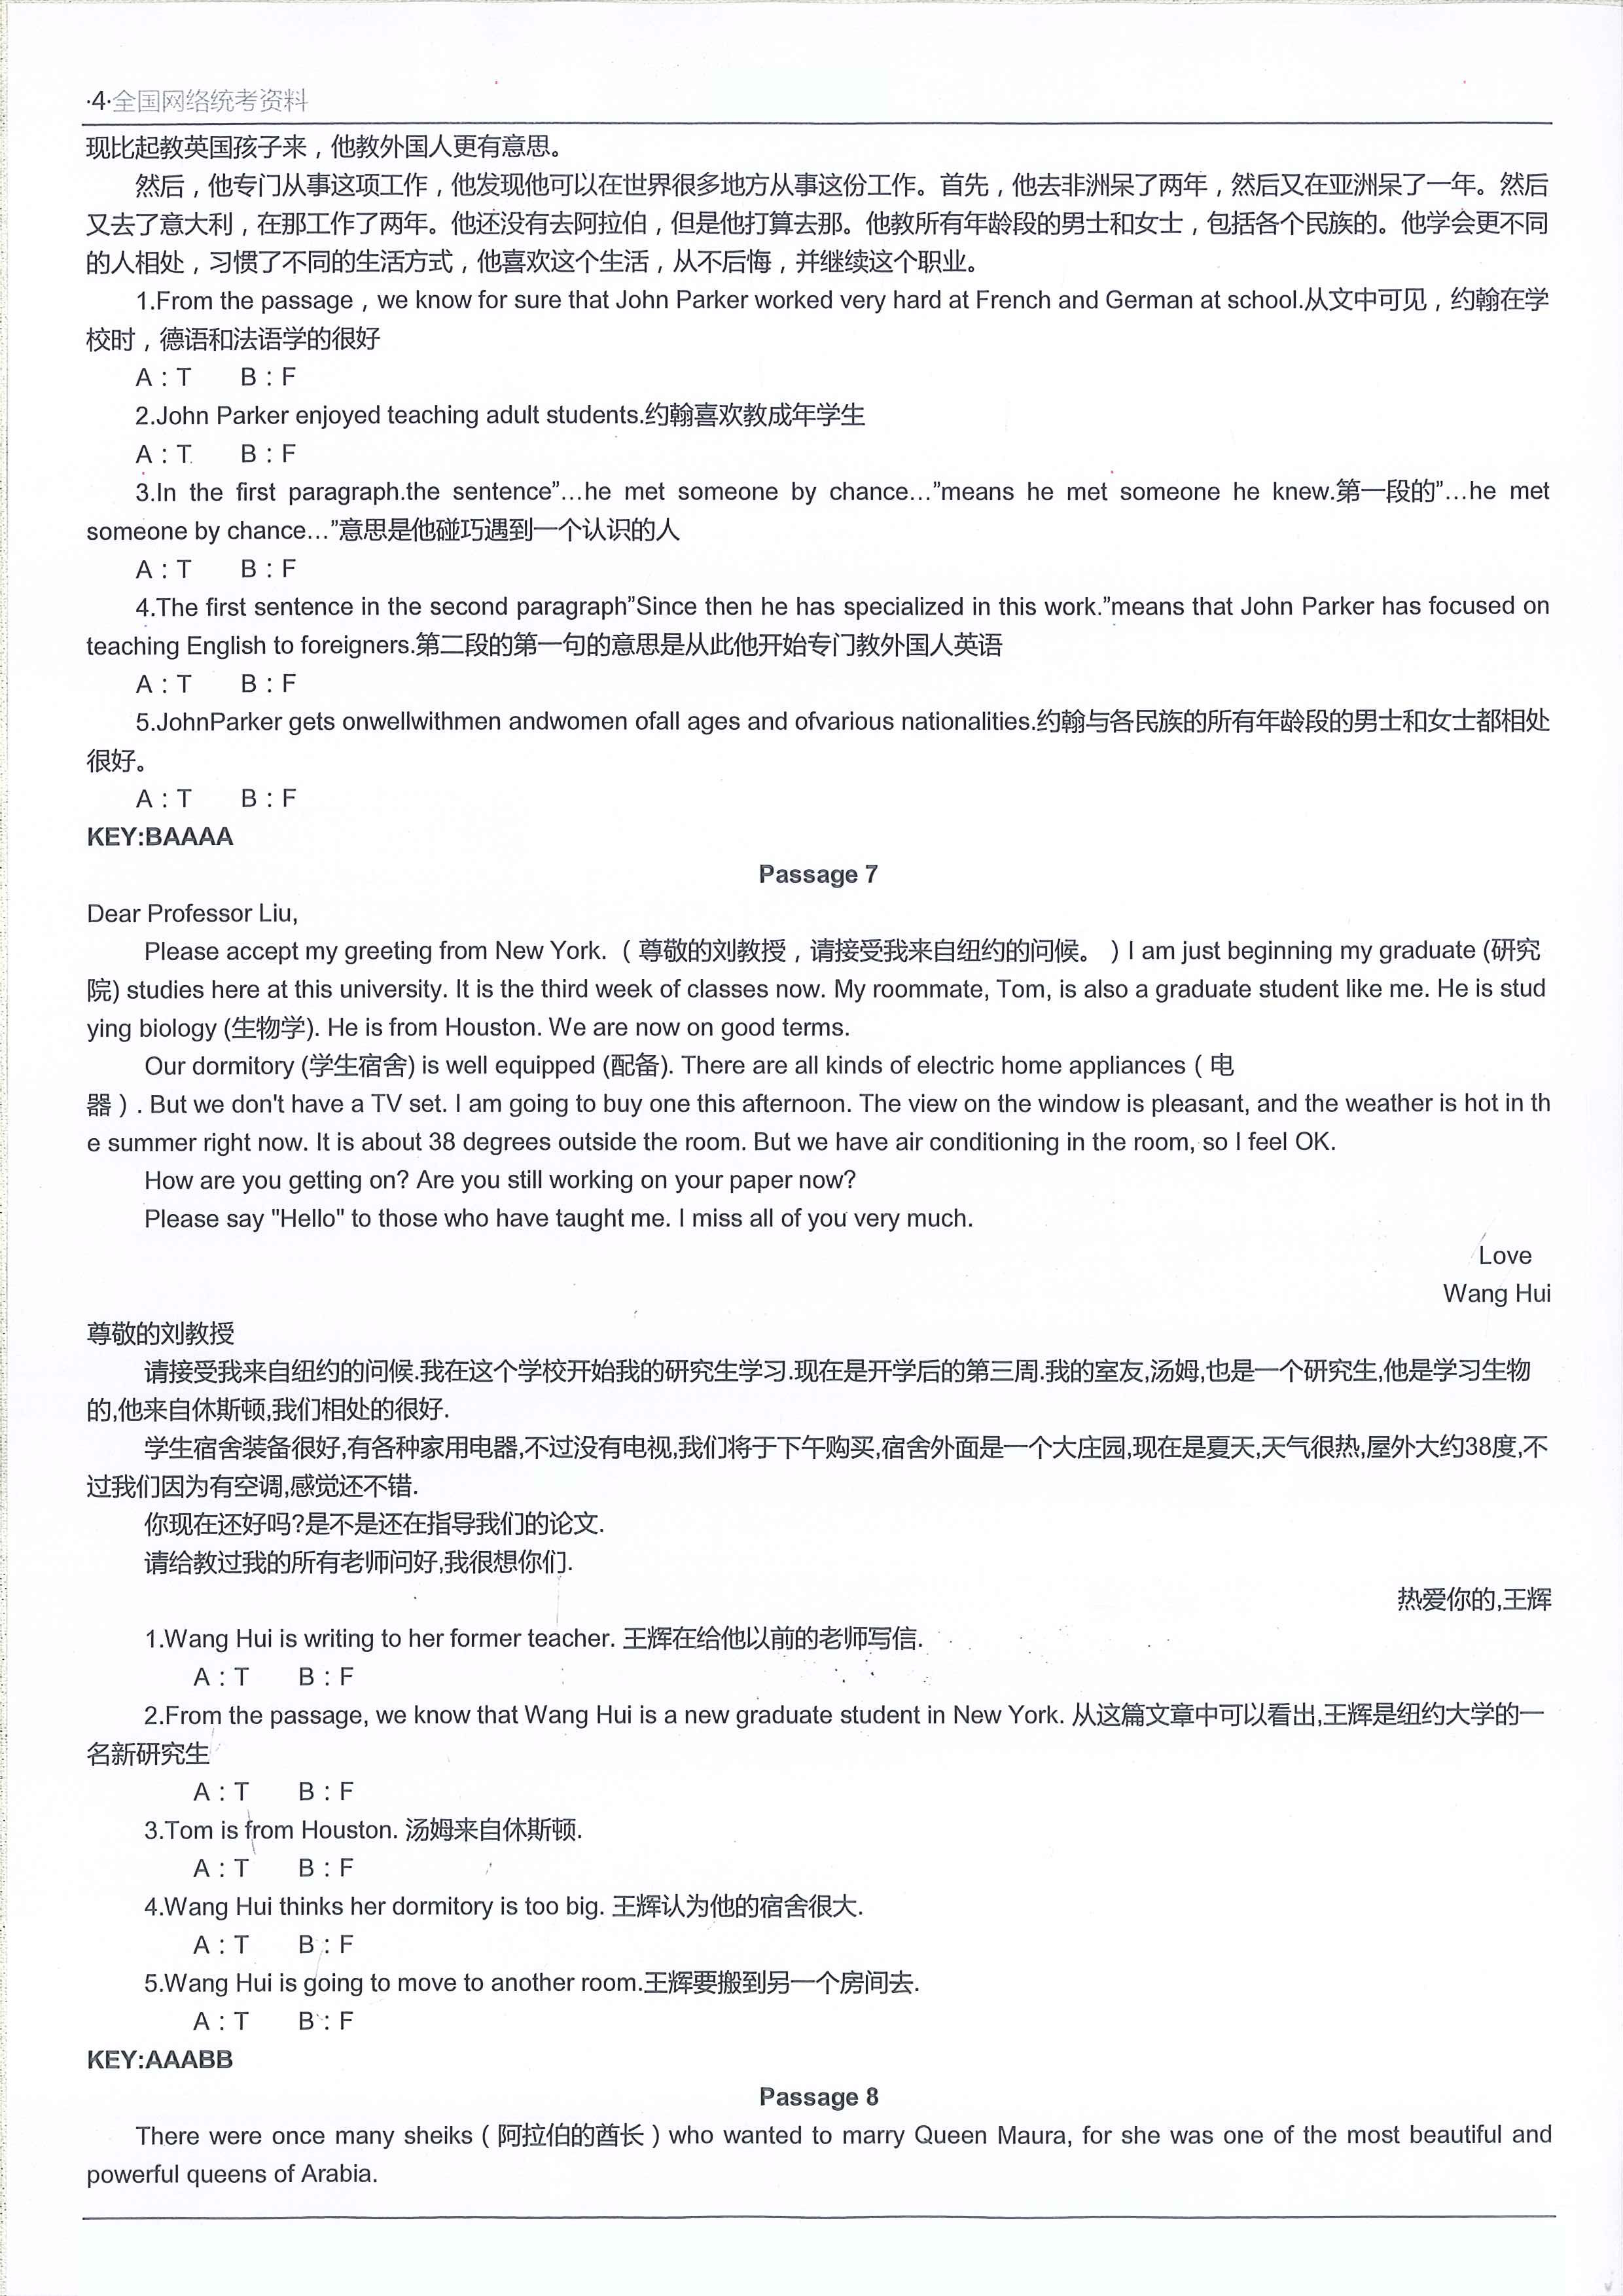 ·4·全国网络统考资料
现比起教英国孩子来，他教外国人更有意思。
然后，他专门从事这项工作，他发现他可以在世界很多地方从事这份工作。首先，他去非洲呆了两年，然后又在亚洲呆了一年。然后
又去了意大利，在那工作了两年。他还没有去阿拉伯，但是他打算去那。他教所有年龄段的男士和女士，包括各个民族的。他学会更不同
的人相处，习惯了不同的生活方式，他喜欢这个生活，从不后悔，并继续这个职业。
1.From the passage，we know for sure that John Parker worked very hard at French and German at school.从文中可见，约翰在学
校时，德语和法语学的很好
A：T B：F
2.John Parker enjoyed teaching adult students.约翰喜欢教成年学生
A：T B：F
3.In the first paragraph.the sentence”…he met someone by chance…”means he met someone he knew.第一段的”…he met
someone by chance…”意思是他碰巧遇到一个认识的人
A：T B：F
4.The first sentence in the second paragraph”Since then he has specialized in this work.”means that John Parker has focused on
teaching English to foreigners.第二段的第一句的意思是从此他开始专门教外国人英语
A：T B：F
5.JohnParker gets onwellwithmen andwomen ofall ages and ofvarious nationalities.约翰与各民族的所有年龄段的男士和女士都相处
很好。
A：T B：F
KEY:BAAAA
Passage 7
Dear Professor Liu,
Please accept my greeting from New York.（尊敬的刘教授，请接受我来自纽约的问候。）I am just beginning my graduate (研究
院) studies here at this university. It is the third week of classes now. My roommate, Tom, is also a graduate student like me. He is stud
ying biology (生物学). He is from Houston. We are now on good terms.
Our dormitory (学生宿舍) is well equipped (配备). There are all kinds of electric home appliances（电
器）. But we don't have a TV set. I am going to buy one this afternoon. The view on the window is pleasant, and the weather is hot in th
e summer right now. It is about 38 degrees outside the room. But we have air conditioning in the room, so I feel OK.
How are you getting on? Are you still working on your paper now?
Please say "Hello" to those who have taught me. I miss all of you very much.
Love
Wang Hui
尊敬的刘教授
请接受我来自纽约的问候.我在这个学校开始我的研究生学习.现在是开学后的第三周.我的室友,汤姆,也是一个研究生,他是学习生物
的,他来自休斯顿,我们相处的很好.
学生宿舍装备很好,有各种家用电器,不过没有电视,我们将于下午购买,宿舍外面是一个大庄园,现在是夏天,天气很热,屋外大约38度,不
过我们因为有空调,感觉还不错.
你现在还好吗?是不是还在指导我们的论文.
请给教过我的所有老师问好,我很想你们.
热爱你的,王辉
1.Wang Hui is writing to her former teacher. 王辉在给他以前的老师写信.
A：T B：F
2.From the passage, we know that Wang Hui is a new graduate student in New York. 从这篇文章中可以看出,王辉是纽约大学的一
名新研究生
A：T B：F
3.Tom is from Houston. 汤姆来自休斯顿.
A：T B：F
4.Wang Hui thinks her dormitory is too big. 王辉认为他的宿舍很大.
A：T B：F
5.Wang Hui is going to move to another room.王辉要搬到另一个房间去.
A：T B：F
KEY:AAABB
Passage 8
There were once many sheiks（阿拉伯的酋长）who wanted to marry Queen Maura, for she was one of the most beautiful and
powerful queens of Arabia.